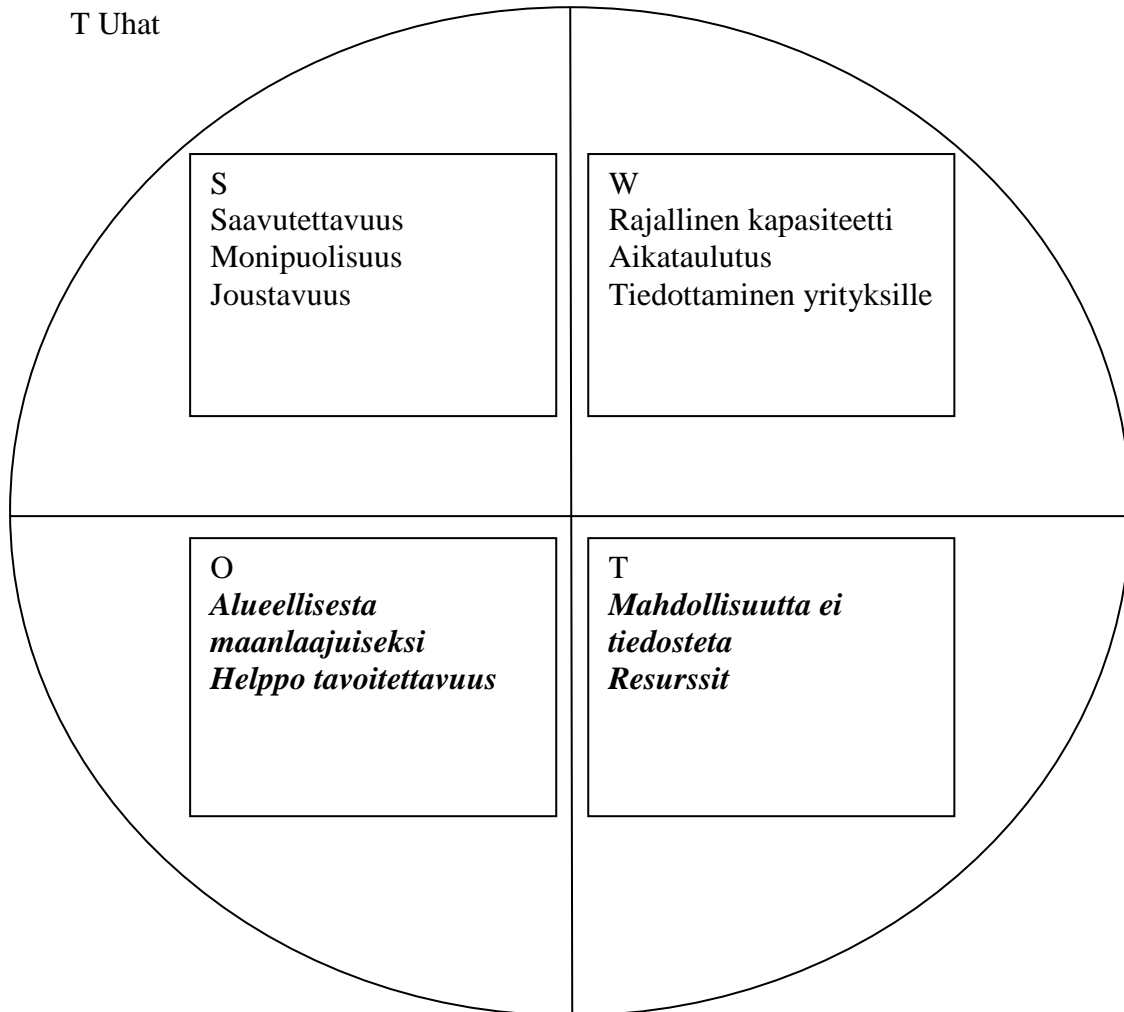 T Uhat
S
Saavutettavuus
Monipuolisuus
Joustavuus
W
Rajallinen kapasiteetti
Aikataulutus
Tiedottaminen yrityksille
O
Alueellisesta
maanlaajuiseksi
Helppo tavoitettavuus
T
Mahdollisuutta ei
tiedosteta
Resurssit